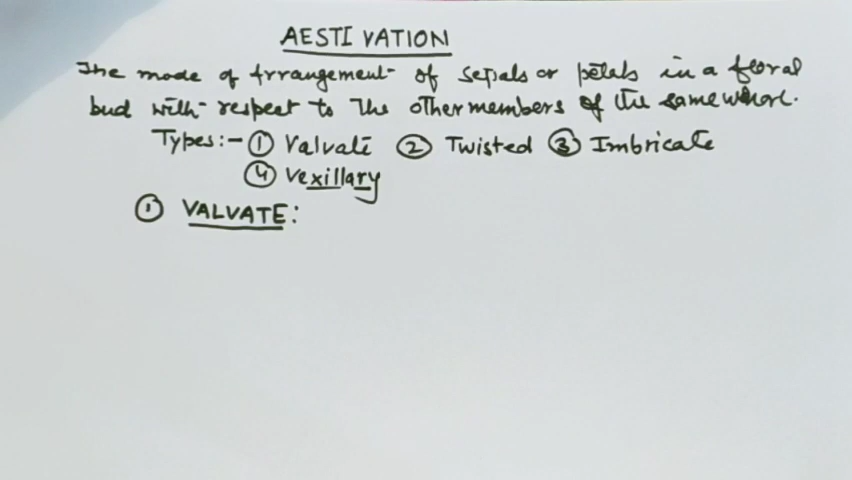 AESTIVATION
The mode of Arrangement of sepals or petals in a floral
bud with respect to the other members of the same whorl.
Types:- ① Valvate ② Twisted ③ Imbricate
④ Vexillary
① VALVATE: